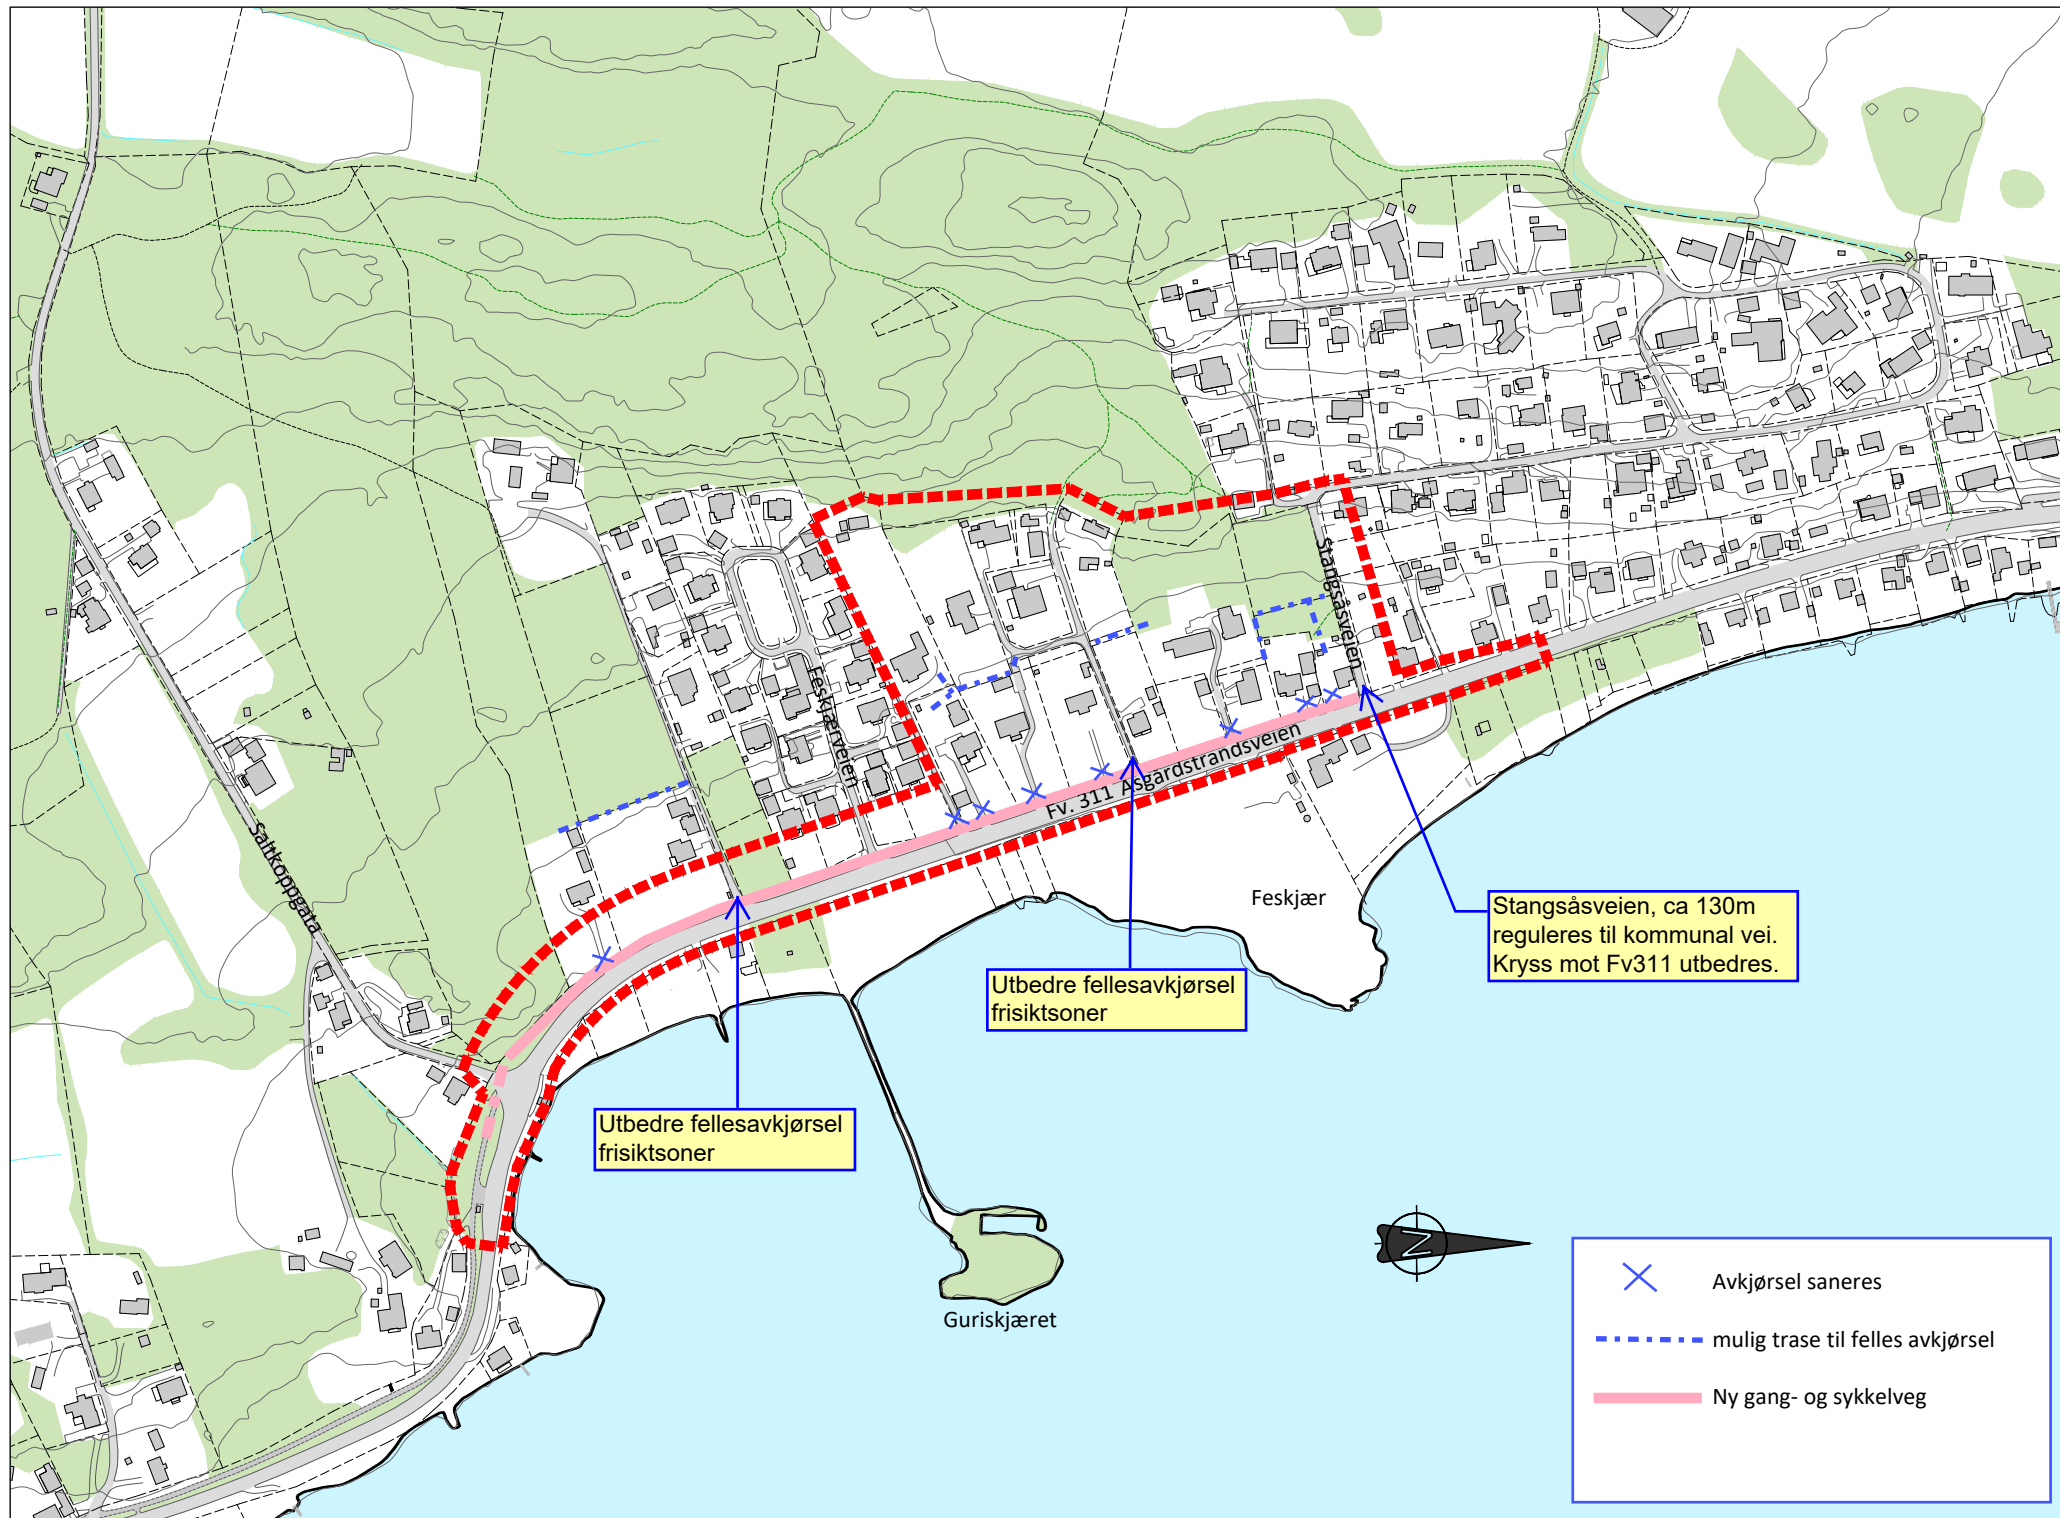 Stangsåsveien
Feskjærveien
Fv. 311 Åsgårdstrandsveien
Saltkoppgata
Feskjær
Stangsåsveien, ca 130m
reguleres til kommunal vei.
Kryss mot Fv311 utbedres.
Utbedre fellesavkjørsel
frisiktsoner
Utbedre fellesavkjørsel
frisiktsoner
Guriskjæret
N
Avkjørsel saneres
mulig trase til felles avkjørsel
Ny gang- og sykkelveg